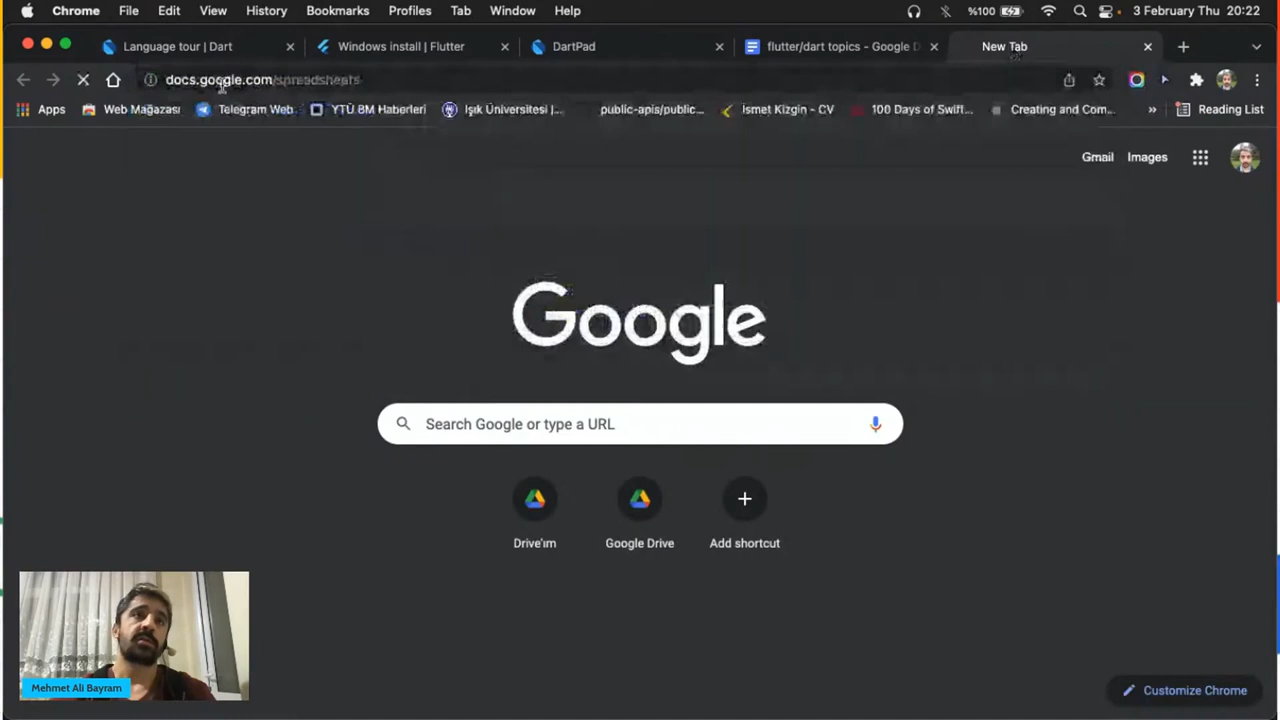 Chrome File Edit View History Bookmarks Profiles Tab Window Help %100 3 February Thu 20:22
Language tour | Dart Windows install | Flutter DartPad flutter/dart topics - Google D New Tab
docs.google.com/spreadsheets
Apps Web Mağazası Telegram Web YTÜ BM Haberleri Işık Üniversitesi |... public-apis/public... İsmet Kizgin - CV 100 Days of Swift... Creating and Com... » Reading List
Gmail Images
Google
Search Google or type a URL
Drive'ım Google Drive Add shortcut
Mehmet Ali Bayram
Customize Chrome